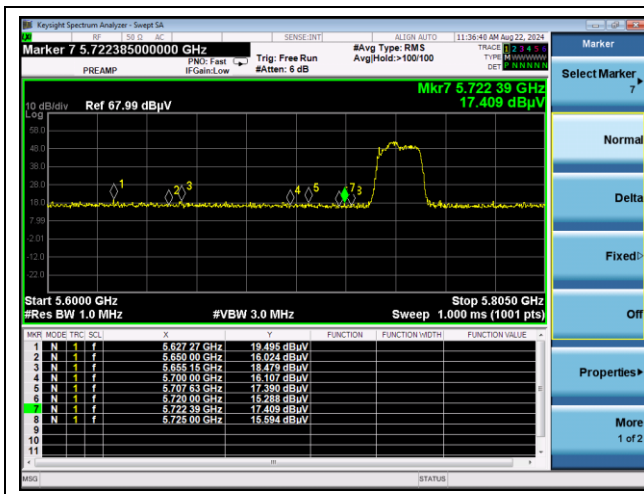 Keysight Spectrum Analyzer - Swept SA
RF 50 Ω AC SENSE:INT ALIGN AUTO 11:36:40 AM Aug 22, 2024
Marker 7 5.722385000000 GHz
PREAMP
PNO: Fast
IFGain:Low
Trig: Free Run
#Atten: 6 dB
#Avg Type: RMS
Avg|Hold:>100/100
TRACE 1 2 3 4 5 6
TYPE M WWWWW
DET P N N N N N
Mkr7 5.722 39 GHz
17.409 dBµV
10 dB/div Ref 67.99 dBµV
Log
58.0
48.0
38.0
28.0
18.0
7.99
-2.01
-12.0
-22.0
1 2 3 4 5 7 8
Start 5.6000 GHz Stop 5.8050 GHz
#Res BW 1.0 MHz #VBW 3.0 MHz Sweep 1.000 ms (1001 pts)
MKR MODE TRC SCL X Y FUNCTION FUNCTION WIDTH FUNCTION VALUE
1 N 1 f 5.627 27 GHz 19.495 dBµV
2 N 1 f 5.650 00 GHz 16.024 dBµV
3 N 1 f 5.655 15 GHz 18.479 dBµV
4 N 1 f 5.700 00 GHz 16.107 dBµV
5 N 1 f 5.707 63 GHz 17.390 dBµV
6 N 1 f 5.720 00 GHz 15.288 dBµV
7 N 1 f 5.722 39 GHz 17.409 dBµV
8 N 1 f 5.725 00 GHz 15.594 dBµV
9
10
11
MSG STATUS
Marker
Select Marker
7
Normal
Delta
Fixed
Off
Properties
More
1 of 2